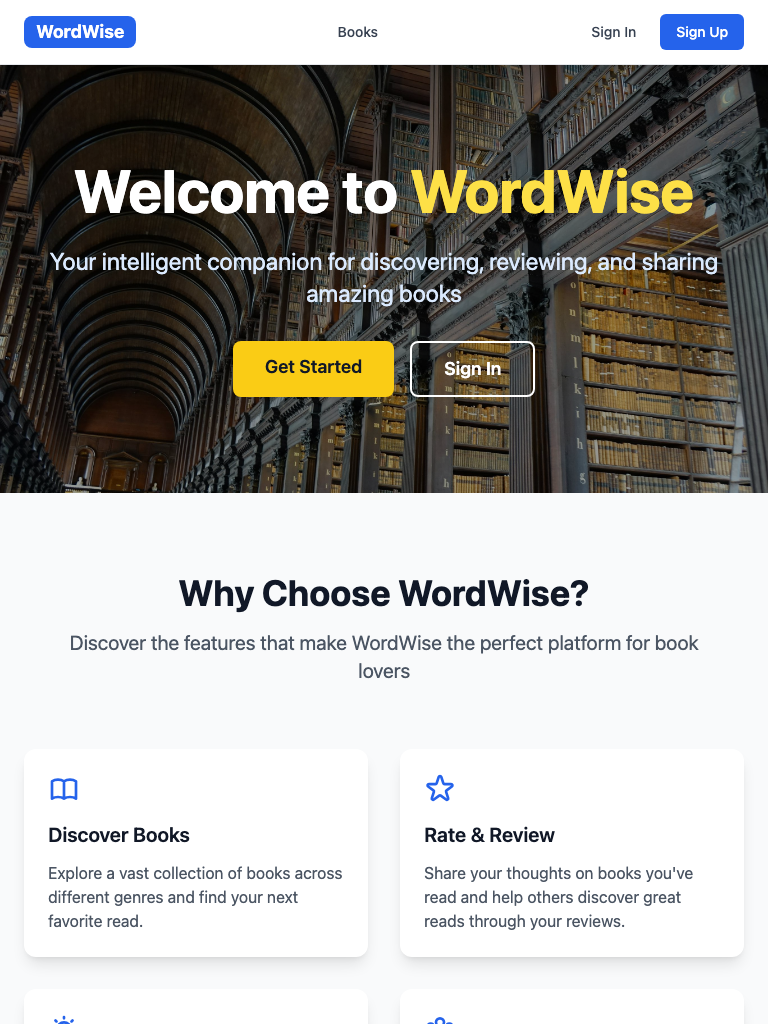 WordWise
Books
Sign In
Sign Up
Welcome to WordWise
Your intelligent companion for discovering, reviewing, and sharing
amazing books
Get Started
Sign In
Why Choose WordWise?
Discover the features that make WordWise the perfect platform for book
lovers
Discover Books
Explore a vast collection of books across
different genres and find your next
favorite read.
Rate & Review
Share your thoughts on books you've
read and help others discover great
reads through your reviews.